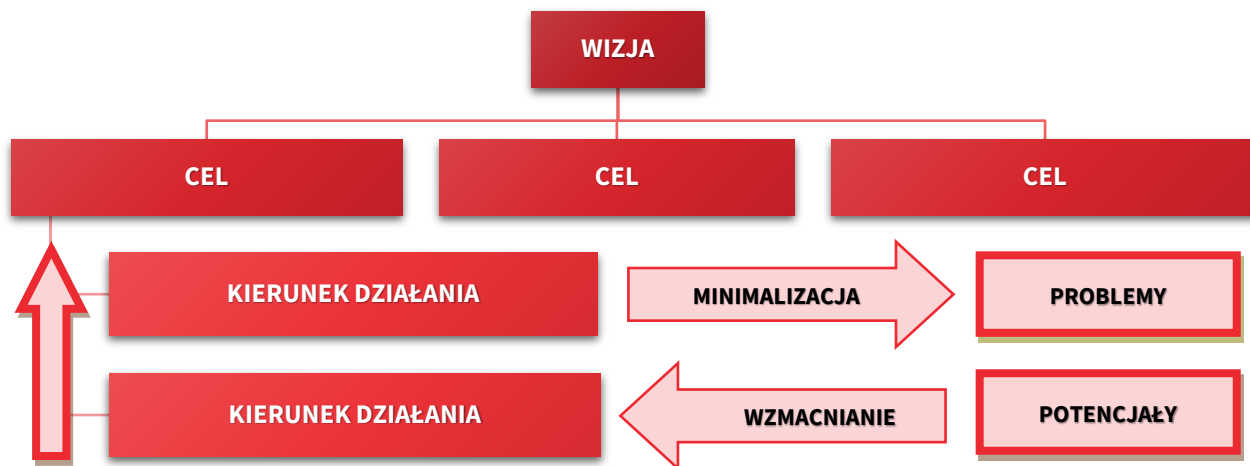 WIZJA
CEL
CEL
CEL
KIERUNEK DZIAŁANIA
MINIMALIZACJA
PROBLEMY
KIERUNEK DZIAŁANIA
WZMACNIANIE
POTENCJAŁY